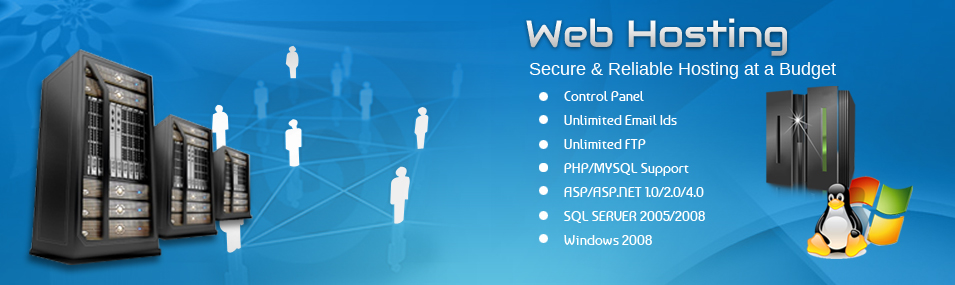 Web Hosting
Secure & Reliable Hosting at a Budget
Control Panel
Unlimited Email Ids
Unlimited FTP
PHP/MYSQL Support
ASP/ASP.NET 1.0/2.0/4.0
SQL SERVER 2005/2008
Windows 2008